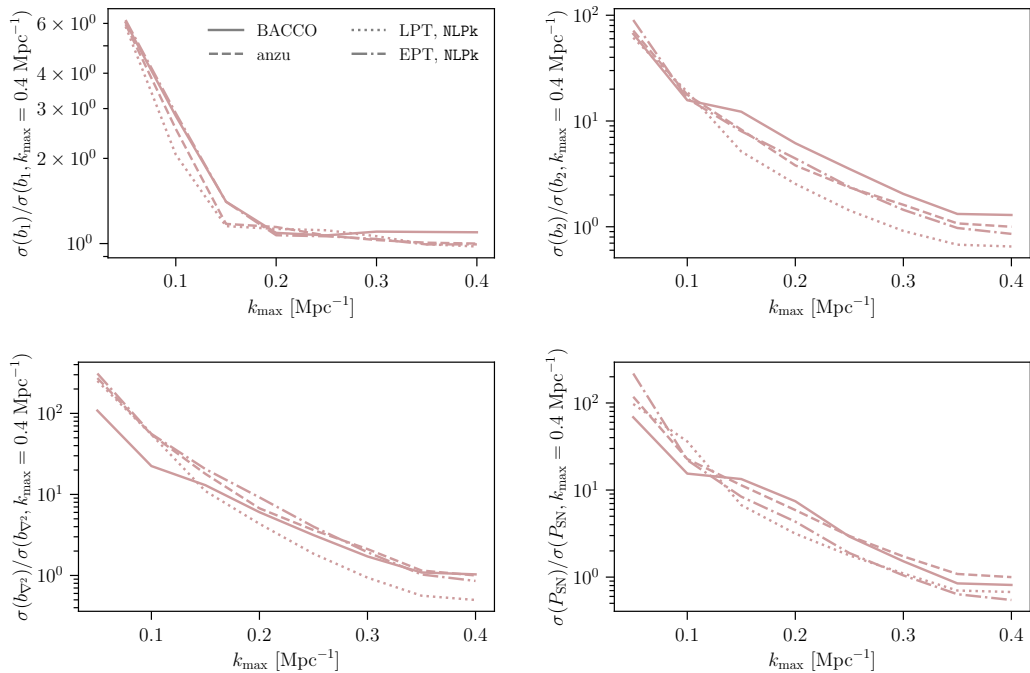 σ(b₁)/σ(b₁, k_max = 0.4 Mpc⁻¹)
6 × 10⁰
4 × 10⁰
3 × 10⁰
2 × 10⁰
10⁰
BACCO
anzu
LPT, NLPk
EPT, NLPk
0.1 0.2 0.3 0.4
k_max [Mpc⁻¹]
σ(b₂)/σ(b₂, k_max = 0.4 Mpc⁻¹)
10²
10¹
10⁰
0.1 0.2 0.3 0.4
k_max [Mpc⁻¹]
σ(b_∇²)/σ(b_∇², k_max = 0.4 Mpc⁻¹)
10²
10¹
10⁰
0.1 0.2 0.3 0.4
k_max [Mpc⁻¹]
σ(P_SN)/σ(P_SN, k_max = 0.4 Mpc⁻¹)
10²
10¹
10⁰
0.1 0.2 0.3 0.4
k_max [Mpc⁻¹]